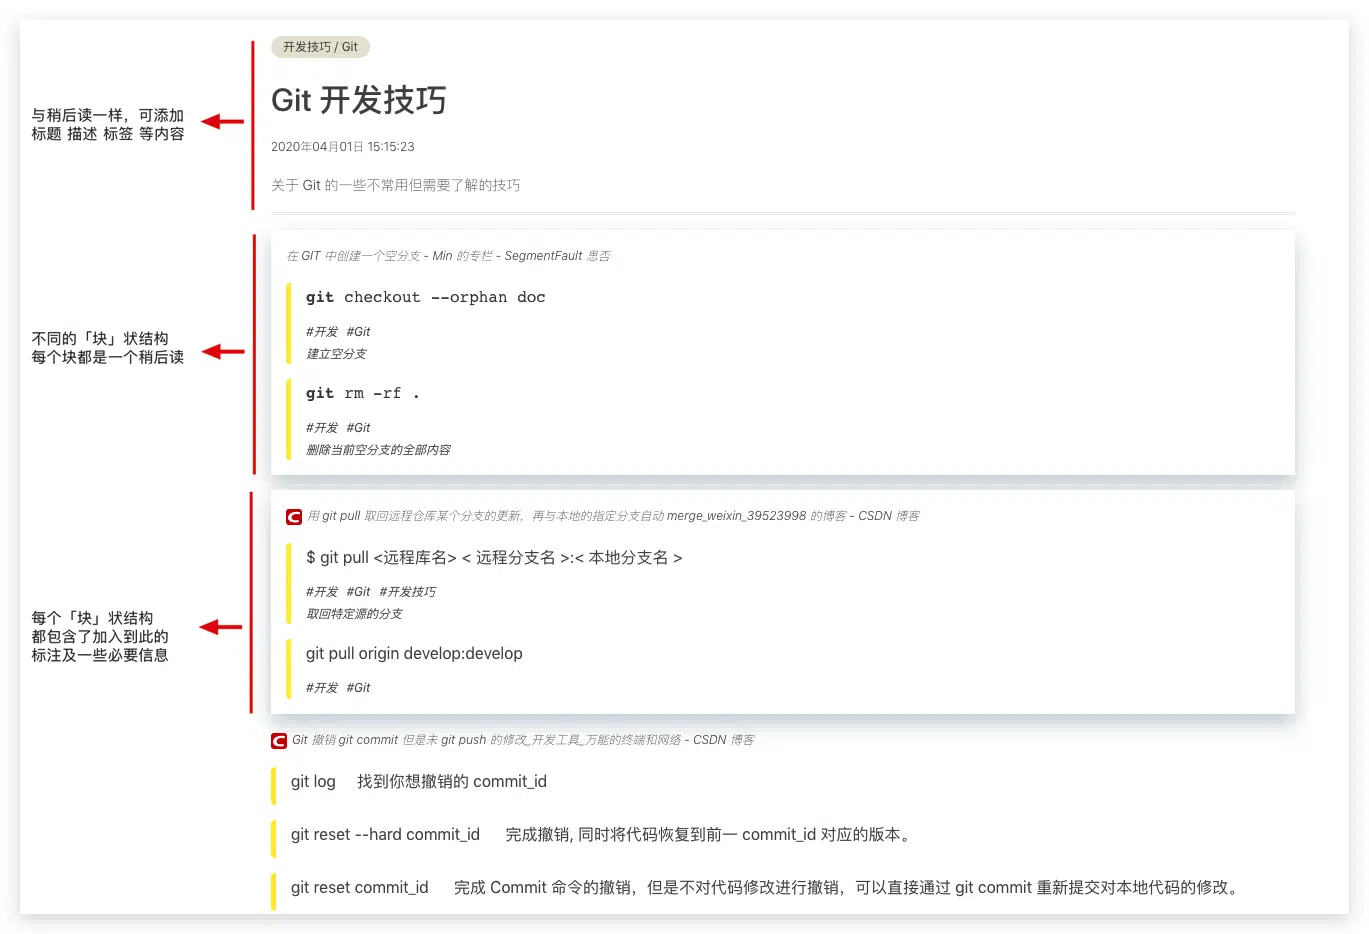 开发技巧 / Git
Git 开发技巧
2020年04月01日 15:15:23
关于 Git 的一些不常用但需要了解的技巧
与稍后读一样，可添加
标题 描述 标签 等内容
在 GIT 中创建一个空分支 - Min 的专栏 - SegmentFault 思否
git checkout --orphan doc
#开发 #Git
建立空分支
git rm -rf .
#开发 #Git
删除当前空分支的全部内容
不同的「块」状结构
每个块都是一个稍后读
用 git pull 取回远程仓库某个分支的更新，再与本地的指定分支自动 merge_weixin_39523998 的博客 - CSDN 博客
$ git pull <远程库名> < 远程分支名 >:< 本地分支名 >
#开发 #Git #开发技巧
取回特定源的分支
git pull origin develop:develop
#开发 #Git
每个「块」状结构
都包含了加入到此的
标注及一些必要信息
Git 撤销 git commit 但是未 git push 的修改_开发工具_万能的终端和网络 - CSDN 博客
git log 找到你想撤销的 commit_id
git reset --hard commit_id 完成撤销, 同时将代码恢复到前一 commit_id 对应的版本。
git reset commit_id 完成 Commit 命令的撤销，但是不对代码修改进行撤销，可以直接通过 git commit 重新提交对本地代码的修改。